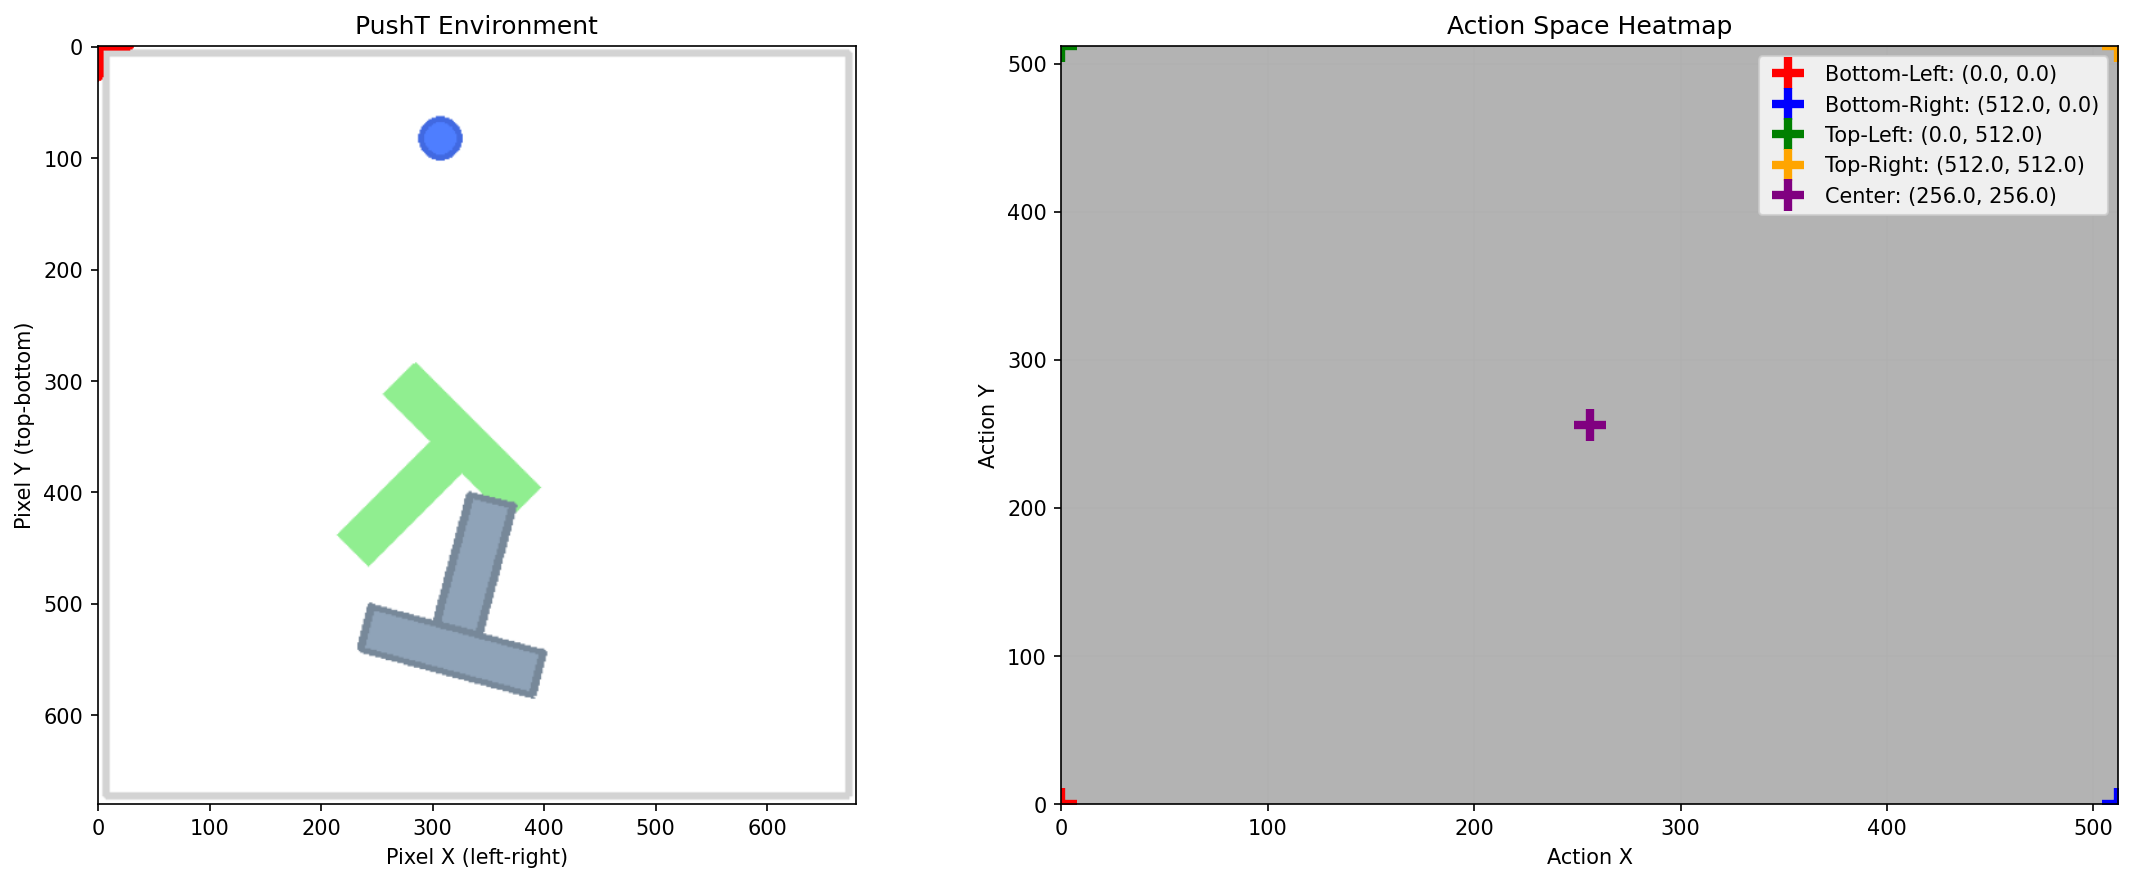 PushT Environment
0
100
200
300
400
500
600
Pixel Y (top-bottom)
0 100 200 300 400 500 600
Pixel X (left-right)
Action Space Heatmap
500
400
300
200
100
0
Action Y
Bottom-Left: (0.0, 0.0)
Bottom-Right: (512.0, 0.0)
Top-Left: (0.0, 512.0)
Top-Right: (512.0, 512.0)
Center: (256.0, 256.0)
0 100 200 300 400 500
Action X